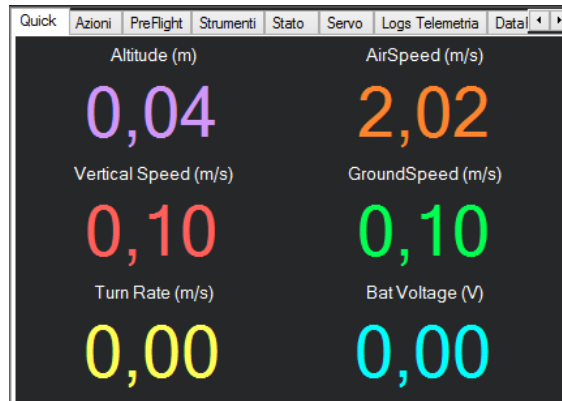 Quick Azioni PreFlight Strumenti Stato Servo Logs Telemetria
Altitude (m) AirSpeed (m/s)
0,04 2,02
Vertical Speed (m/s) GroundSpeed (m/s)
0,10 0,10
Turn Rate (m/s) Bat Voltage (V)
0,00 0,00